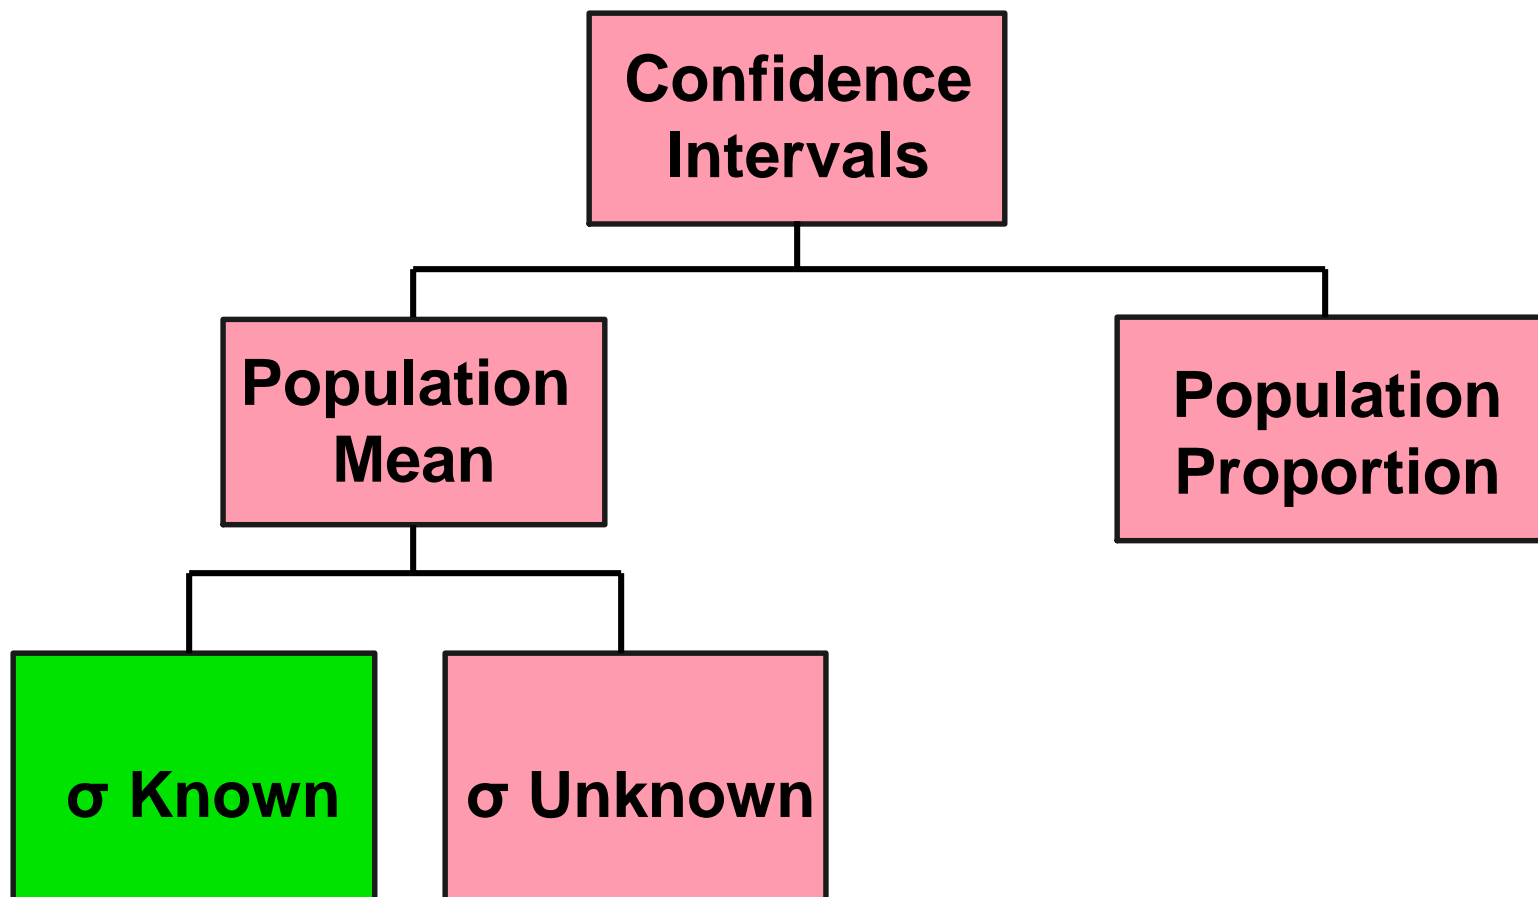 Confidence
Intervals
Population
Mean
Population
Proportion
σ Known
σ Unknown